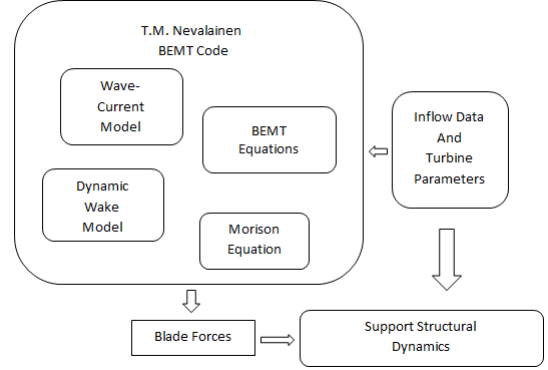 T.M. Nevalainen
BEMT Code
Wave-
Current
Model
BEMT
Equations
Dynamic
Wake
Model
Morison
Equation
Inflow Data
And
Turbine
Parameters
Blade Forces
Support Structural
Dynamics